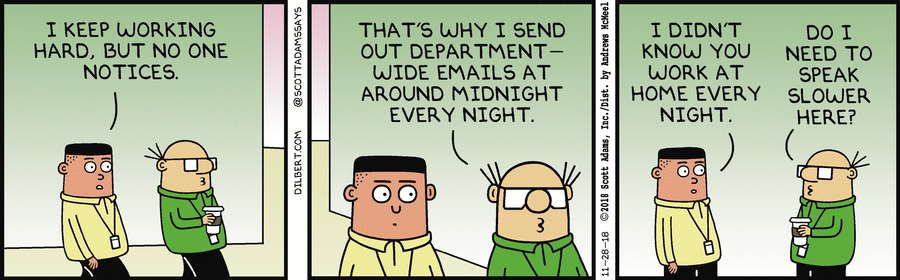 I KEEP WORKING
HARD, BUT NO ONE
NOTICES.
DILBERT.COM @SCOTTADAMSSAYS
THAT'S WHY I SEND
OUT DEPARTMENT–
WIDE EMAILS AT
AROUND MIDNIGHT
EVERY NIGHT.
11-28-18 ©2018 Scott Adams, Inc./Dist. by Andrews McMeel
I DIDN'T
KNOW YOU
WORK AT
HOME EVERY
NIGHT.
DO I
NEED TO
SPEAK
SLOWER
HERE?